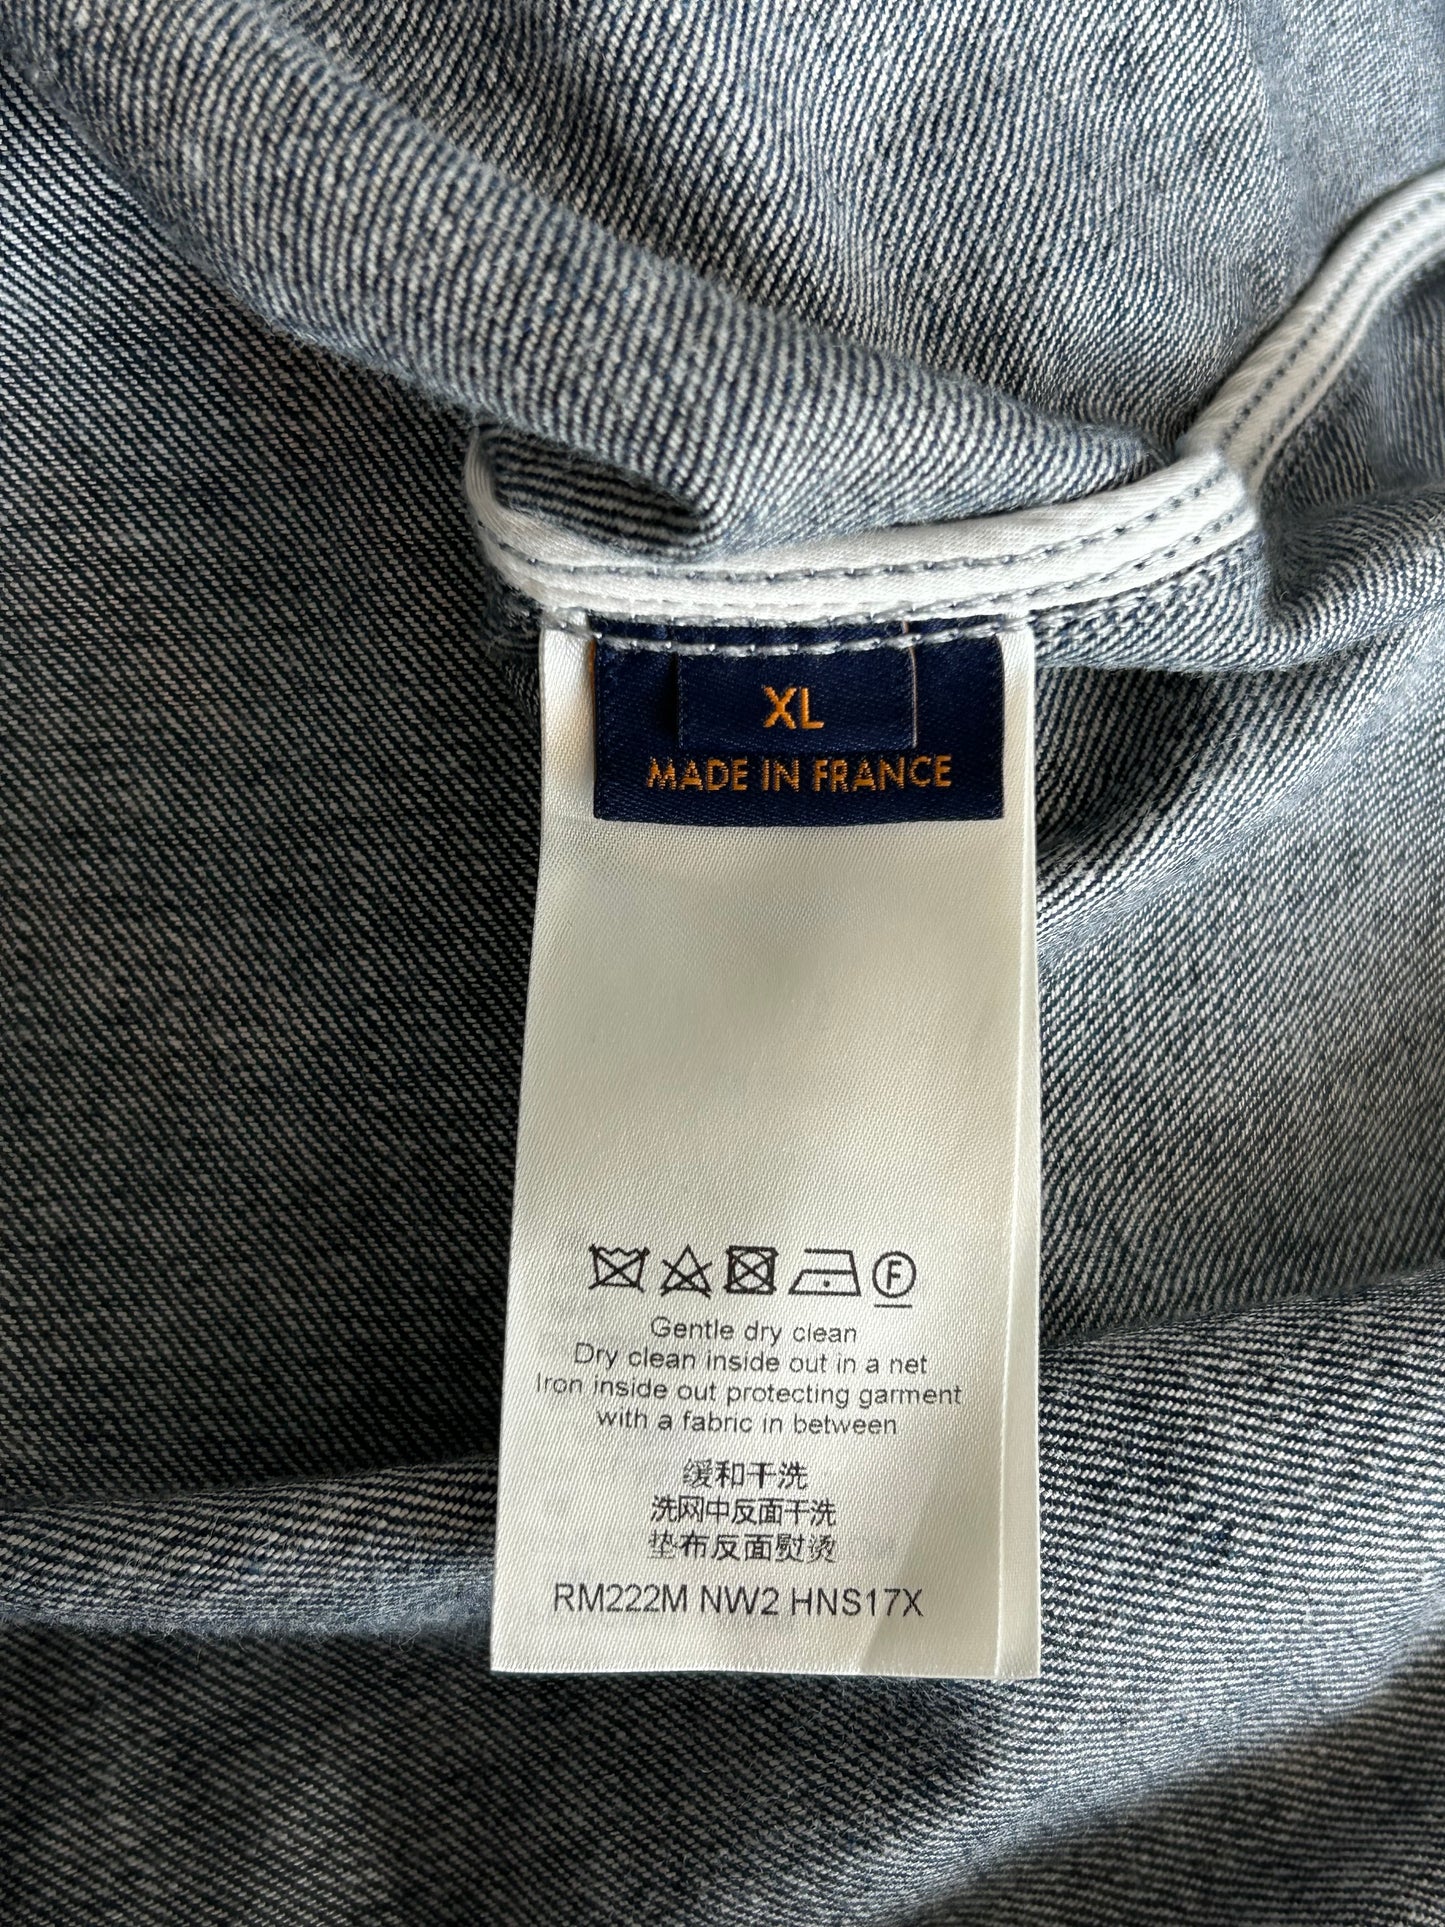 XL
MADE IN FRANCE
F
Gentle dry clean
Dry clean inside out in a net
Iron inside out protecting garment
with a fabric in between
缓和干洗
洗网中反面干洗
垫布反面熨烫
RM222M NW2 HNS17X